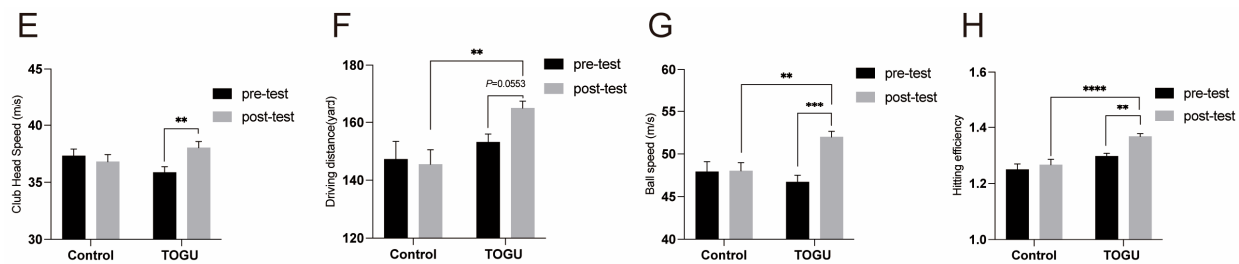 E
Club Head Speed (m/s)
45
40
35
30
**
pre-test
post-test
Control
TOGU
F
Driving distance(yard)
180
160
140
120
**
P=0.0553
pre-test
post-test
Control
TOGU
G
Ball speed (m/s)
60
55
50
45
40
**
***
pre-test
post-test
Control
TOGU
H
Hitting efficiency
1.6
1.4
1.2
1.0
****
**
pre-test
post-test
Control
TOGU